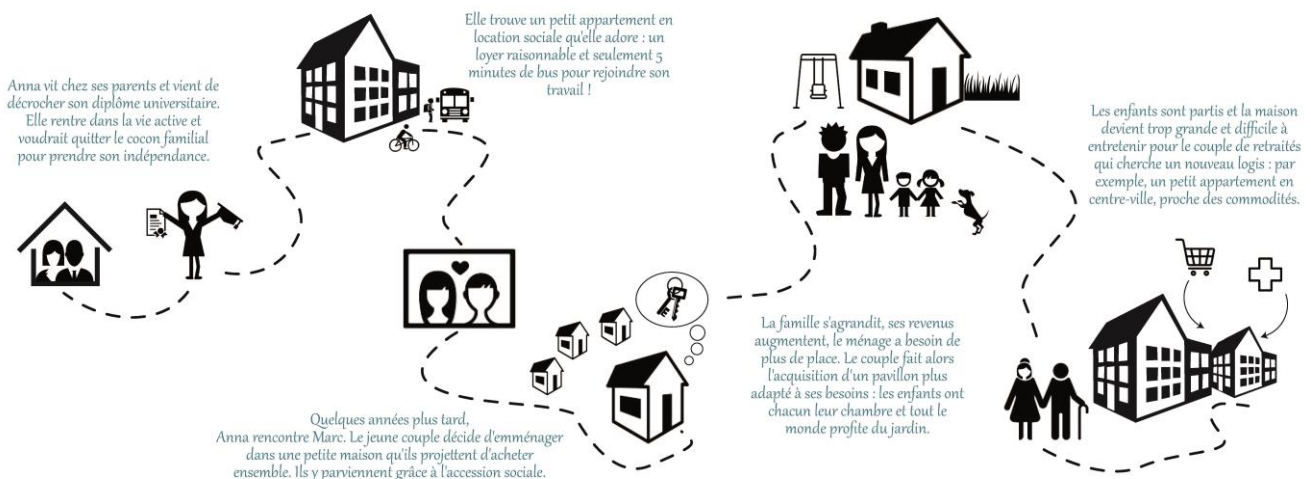 Anna vit chez ses parents et vient de
décrocher son diplôme universitaire.
Elle rentre dans la vie active et
voudrait quitter le cocon familial
pour prendre son indépendance.
Elle trouve un petit appartement en
location sociale qu'elle adore : un
loyer raisonnable et seulement 5
minutes de bus pour rejoindre son
travail !
Quelques années plus tard,
Anna rencontre Marc. Le jeune couple décide d'emménager
dans une petite maison qu'ils projettent d'acheter
ensemble. Ils y parviennent grâce à l'accession sociale.
La famille s'agrandit, ses revenus
augmentent, le ménage a besoin de
plus de place. Le couple fait alors
l'acquisition d'un pavillon plus
adapté à ses besoins : les enfants ont
chacun leur chambre et tout le
monde profite du jardin.
Les enfants sont partis et la maison
devient trop grande et difficile à
entretenir pour le couple de retraités
qui cherche un nouveau logis : par
exemple, un petit appartement en
centre-ville, proche des commodités.